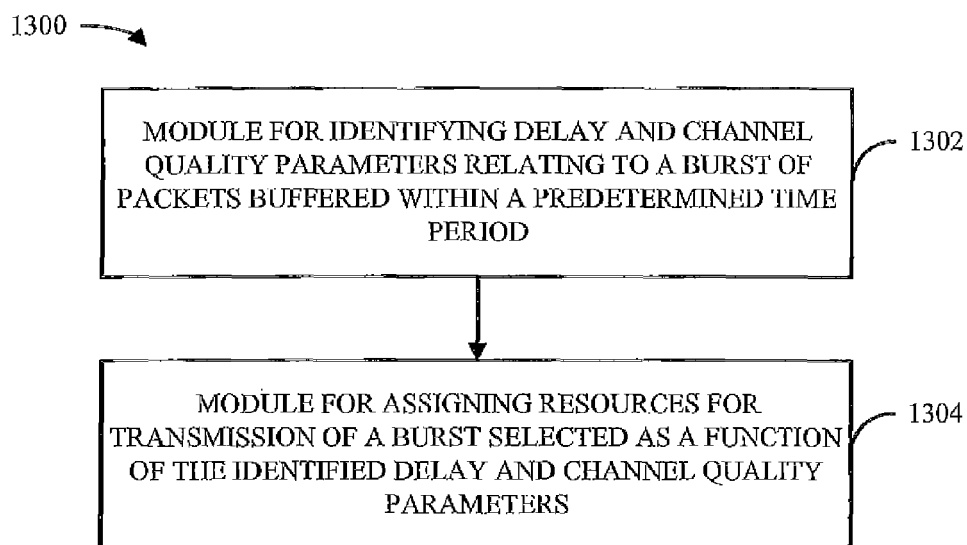 1300
MODULE FOR IDENTIFYING DELAY AND CHANNEL
QUALITY PARAMETERS RELATING TO A BURST OF
PACKETS BUFFERED WITHIN A PREDETERMINED TIME
PERIOD
1302
MODULE FOR ASSIGNING RESOURCES FOR
TRANSMISSION OF A BURST SELECTED AS A FUNCTION
OF THE IDENTIFIED DELAY AND CHANNEL QUALITY
PARAMETERS
1304